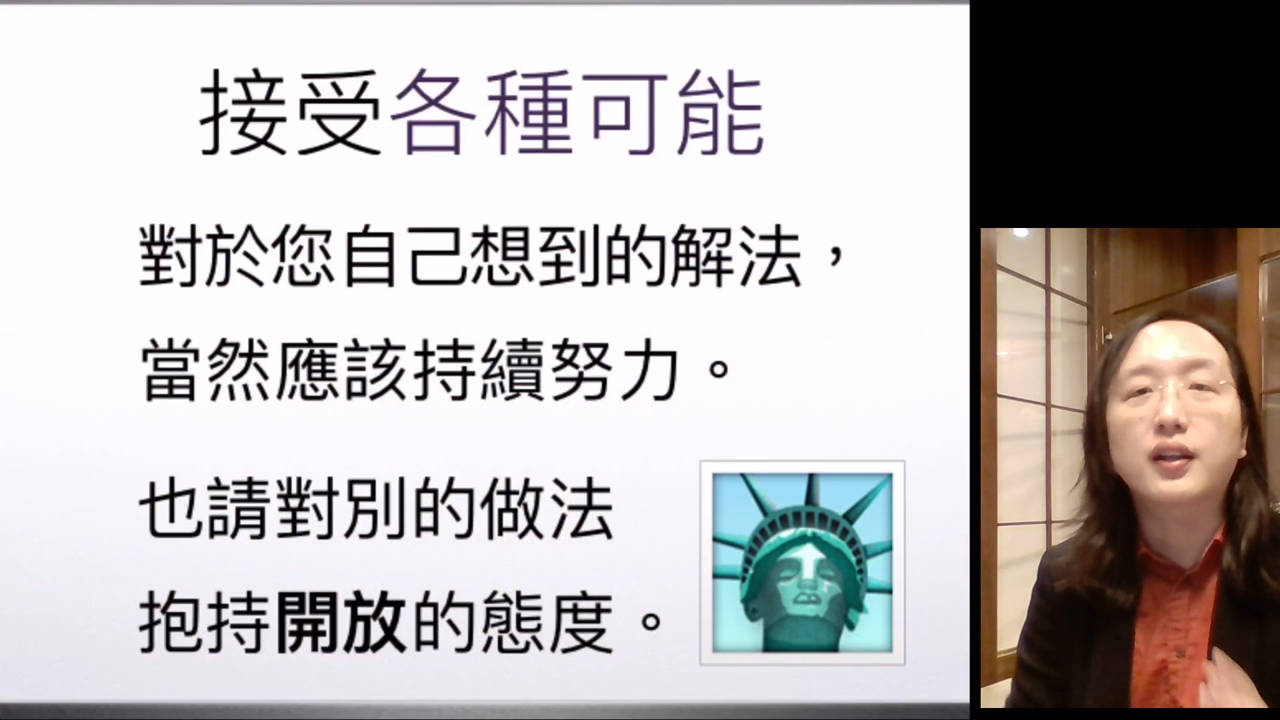 接受各種可能
對於您自己想到的解法，
當然應該持續努力。
也請對別的做法
抱持開放的態度。